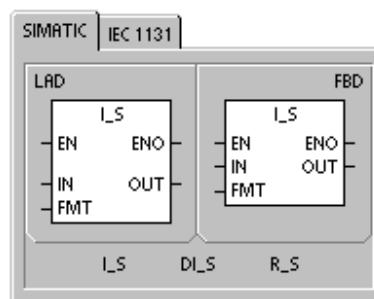 SIMATIC IEC 1131
LAD FBD
I_S I_S
EN ENO EN ENO
IN OUT IN OUT
FMT FMT
I_S DI_S R_S